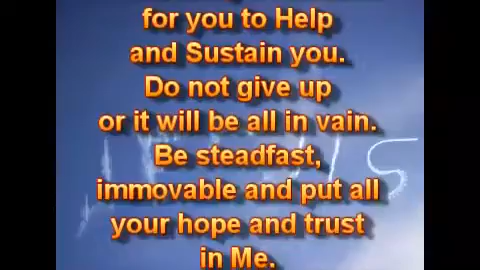 for you to Help
and Sustain you.
Do not give up
or it will be all in vain.
Be steadfast,
immovable and put all
your hope and trust
in Me.